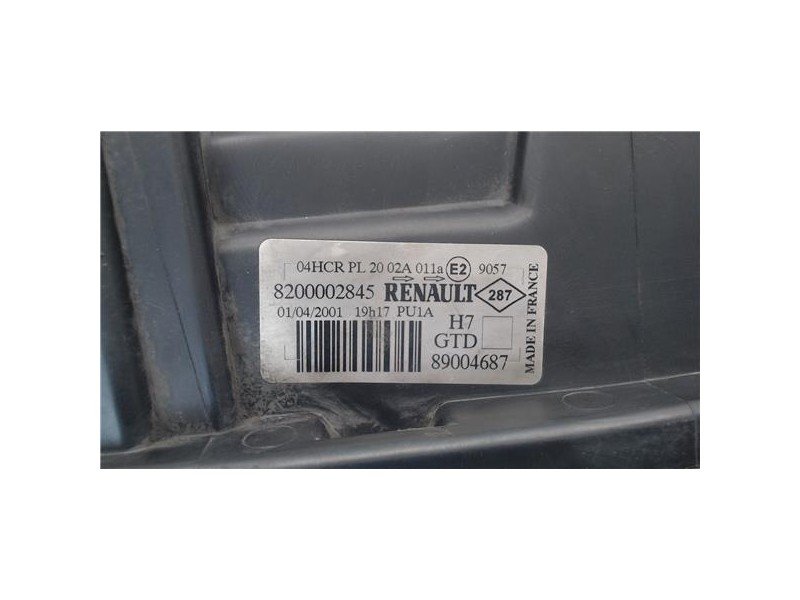 04HCR PL 20 02A 011a E2 9057
8200002845 RENAULT 287
01/04/2001 19h17 PU1A
H7
GTD
89004687
MADE IN FRANCE